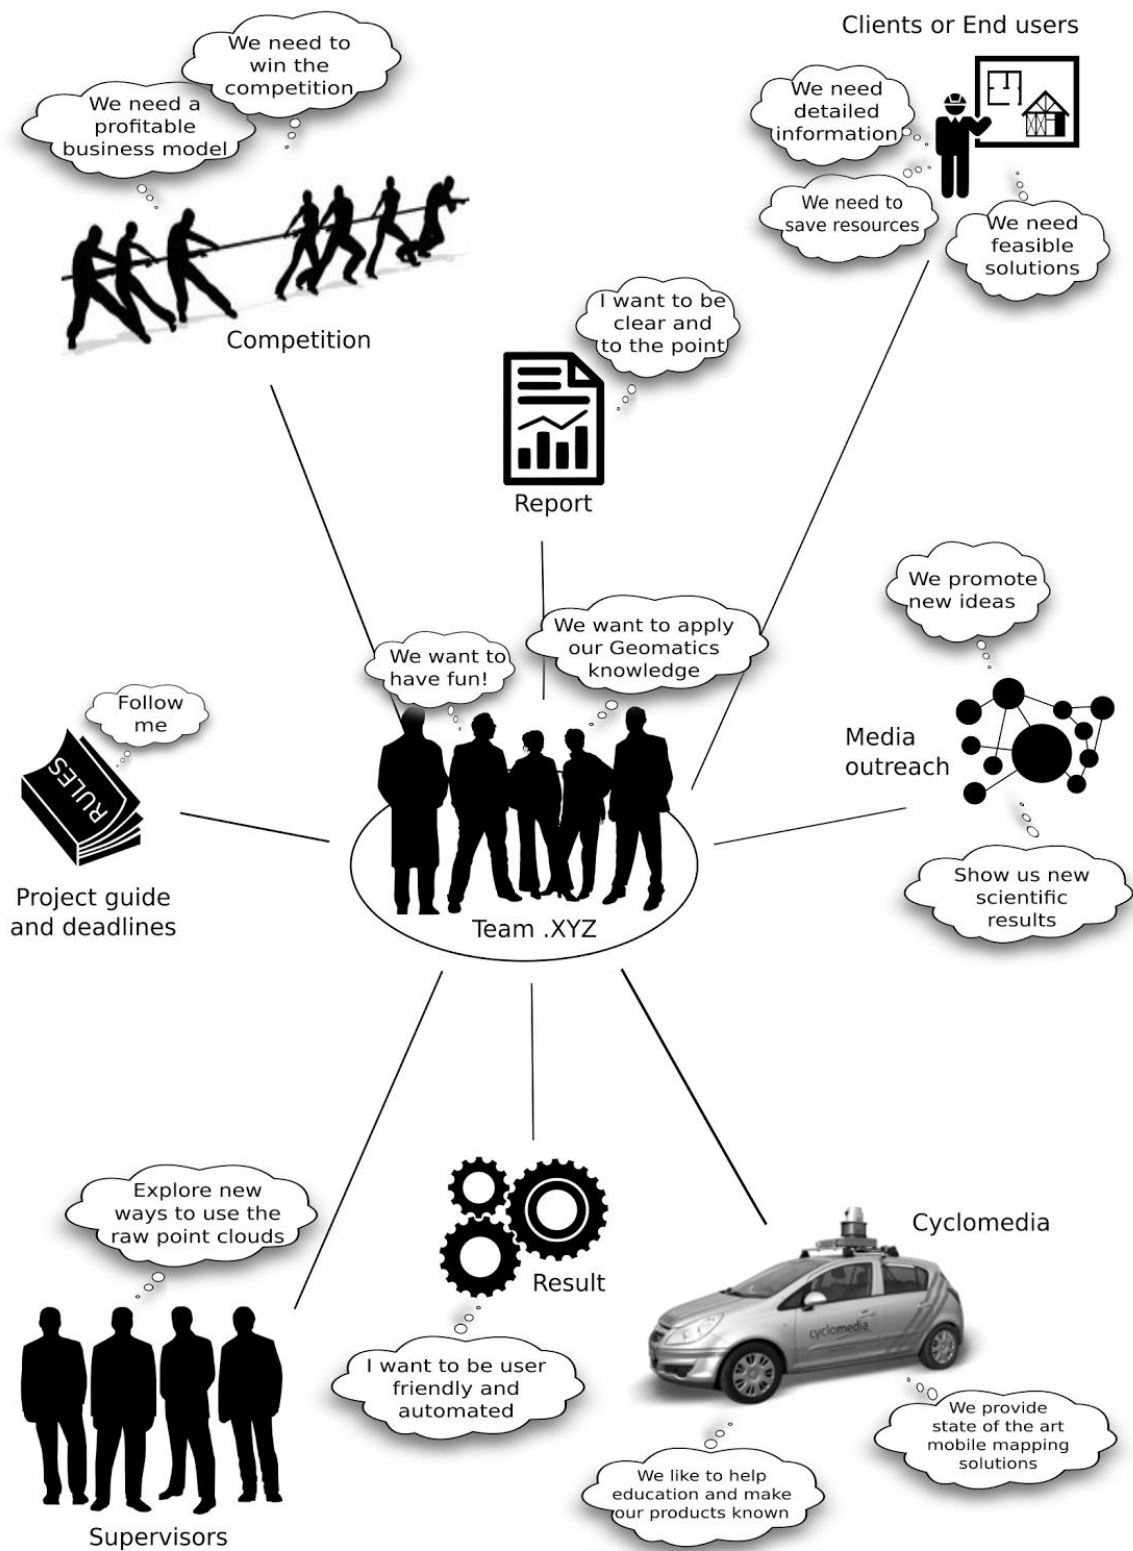 We need to
win the
competition
We need a
profitable
business model
Competition
Clients or End users
We need
detailed
information
We need to
save resources
We need
feasible
solutions
I want to be
clear and
to the point
Report
We promote
new ideas
Media
outreach
Show us new
scientific
results
We want to
have fun!
We want to apply
our Geomatics
knowledge
Team .XYZ
Follow
me
RULES
Project guide
and deadlines
Explore new
ways to use the
raw point clouds
Supervisors
Result
I want to be user
friendly and
automated
Cyclomedia
cyclomedia
We provide
state of the art
mobile mapping
solutions
We like to help
education and make
our products known